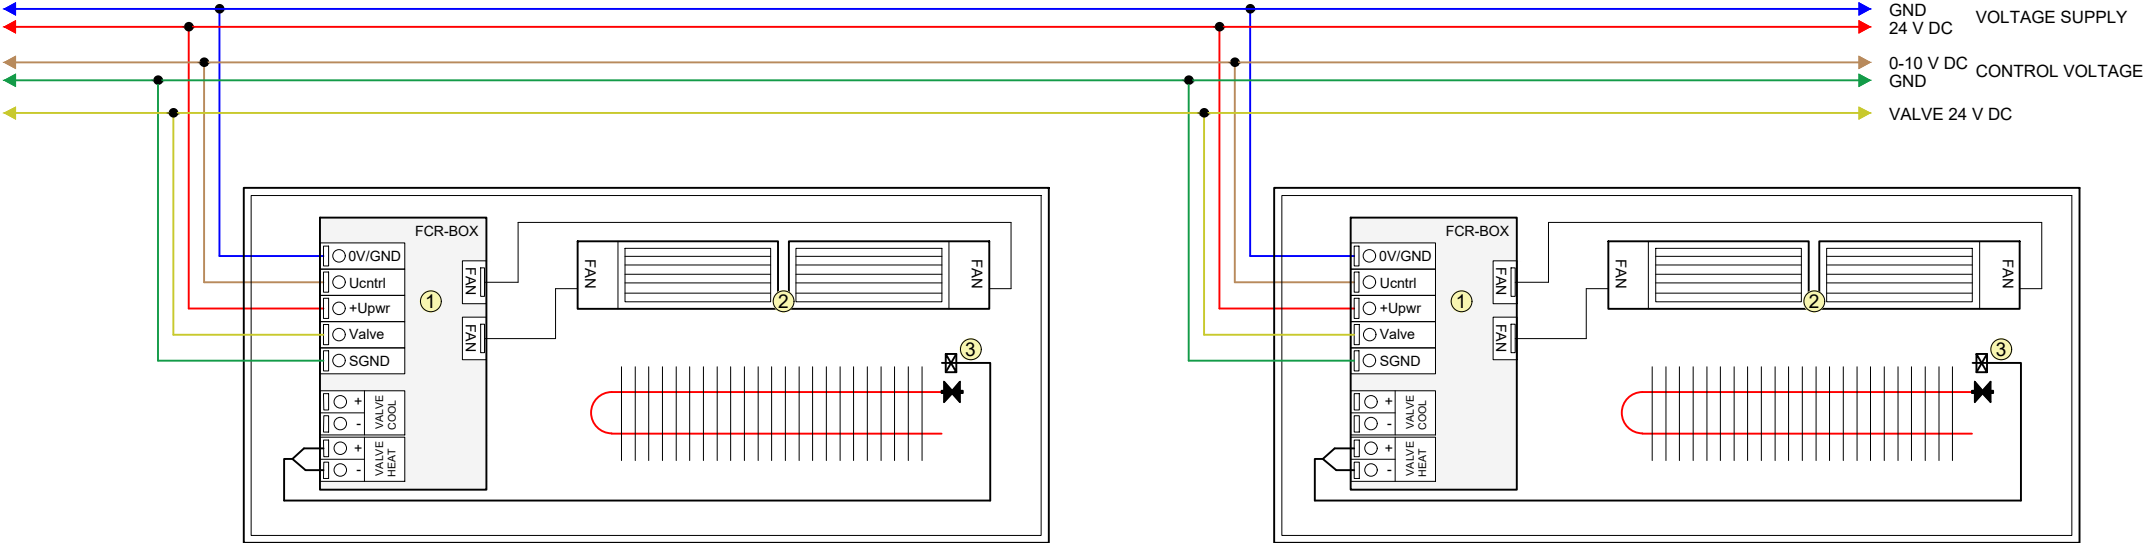 GND
24 V DC
VOLTAGE SUPPLY
0-10 V DC
GND
CONTROL VOLTAGE
VALVE 24 V DC
FCR-BOX
0V/GND
Ucntrl
+Upwr
Valve
SGND
1
FAN
FAN
FAN
FAN
2
3
+
-
VALVE
COOL
+
-
VALVE
HEAT
FCR-BOX
0V/GND
Ucntrl
+Upwr
Valve
SGND
1
FAN
FAN
FAN
FAN
2
3
+
-
VALVE
COOL
+
-
VALVE
HEAT